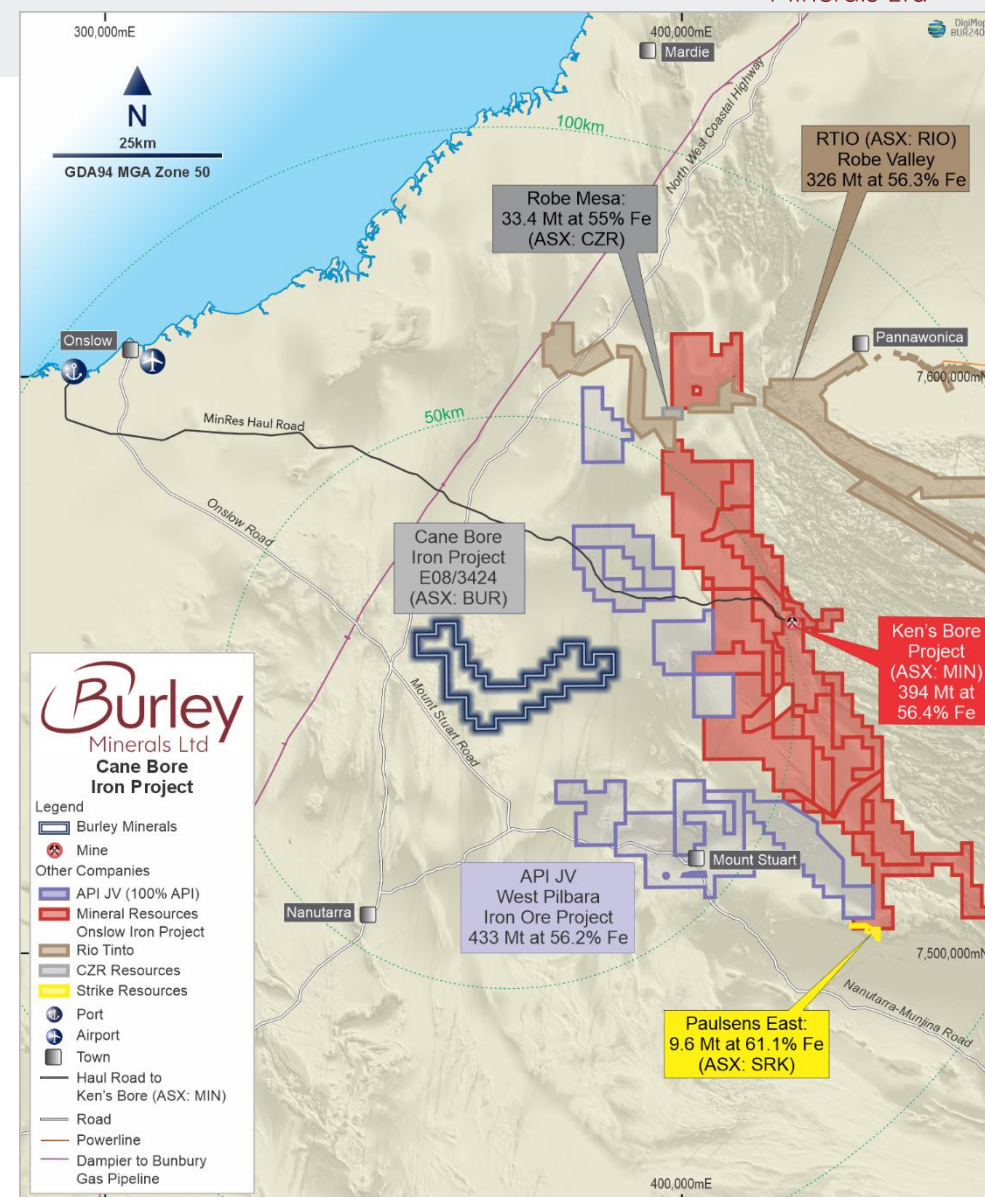 Minerals Ltd
300,000mE
400,000mE
DigiMap
Mardie
N
25km
GDA94 MGA Zone 50
100km
North West Coastal Highway
RTIO (ASX: RIO)
Robe Valley
326 Mt at 56.3% Fe
Robe Mesa:
33.4 Mt at 55% Fe
(ASX: CZR)
Onslow
Pannawonica
7,600,000mN
50km
MinRes Haul Road
Onslow Road
Cane Bore
Iron Project
E08/3424
(ASX: BUR)
Ken's Bore
Project
(ASX: MIN)
394 Mt at
56.4% Fe
Mount Stuart Road
Burley
Minerals Ltd
Cane Bore
Iron Project
Legend
Burley Minerals
Mine
Other Companies
API JV (100% API)
Mineral Resources
Onslow Iron Project
Rio Tinto
CZR Resources
Strike Resources
Port
Airport
Town
Haul Road to
Ken's Bore (ASX: MIN)
Road
Powerline
Dampier to Bunbury
Gas Pipeline
Mount Stuart
API JV
West Pilbara
Iron Ore Project
433 Mt at 56.2% Fe
Nanutarra
7,500,000mN
Nanutarra-Munjina Road
Paulsens East:
9.6 Mt at 61.1% Fe
(ASX: SRK)
400,000mE